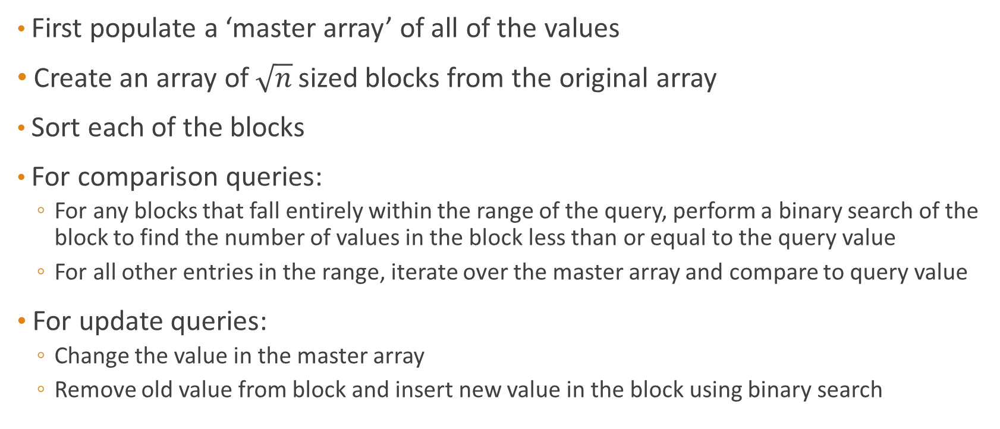 • First populate a ‘master array’ of all of the values
• Create an array of √n sized blocks from the original array
• Sort each of the blocks
• For comparison queries:
◦ For any blocks that fall entirely within the range of the query, perform a binary search of the
block to find the number of values in the block less than or equal to the query value
◦ For all other entries in the range, iterate over the master array and compare to query value
• For update queries:
◦ Change the value in the master array
◦ Remove old value from block and insert new value in the block using binary search